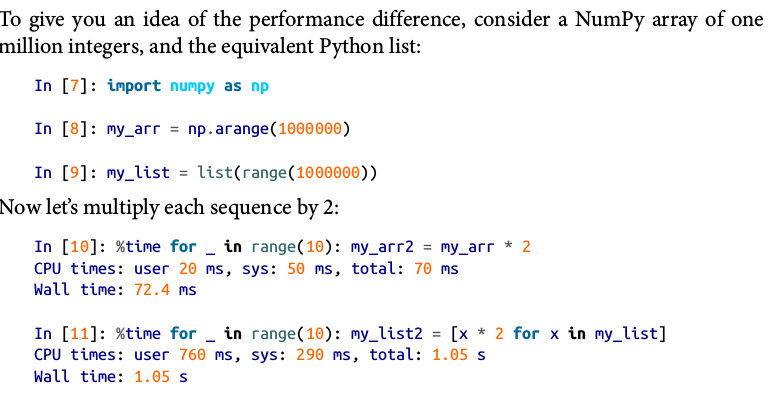 To give you an idea of the performance difference, consider a NumPy array of one
million integers, and the equivalent Python list:
In [7]: import numpy as np
In [8]: my_arr = np.arange(1000000)
In [9]: my_list = list(range(1000000))
Now let's multiply each sequence by 2:
In [10]: %time for _ in range(10): my_arr2 = my_arr * 2
CPU times: user 20 ms, sys: 50 ms, total: 70 ms
Wall time: 72.4 ms
In [11]: %time for _ in range(10): my_list2 = [x * 2 for x in my_list]
CPU times: user 760 ms, sys: 290 ms, total: 1.05 s
Wall time: 1.05 s